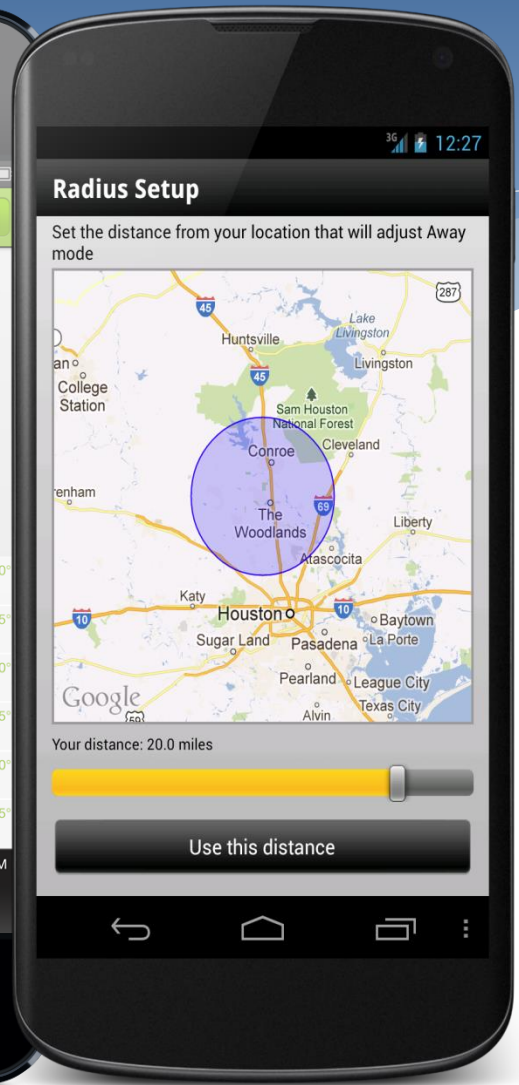 3G 12:27
Radius Setup
Set the distance from your location that will adjust Away
mode
287
45
Lake
Livingston
Huntsville
Livingston
45
College
Station
Sam Houston
National Forest
Conroe
Cleveland
enham
69
The
Woodlands
Liberty
Atascocita
Katy
10
Houston
10
Baytown
Sugar Land
Pasadena
La Porte
Pearland
League City
Google
Texas City
59
Alvin
Your distance: 20.0 miles
Use this distance